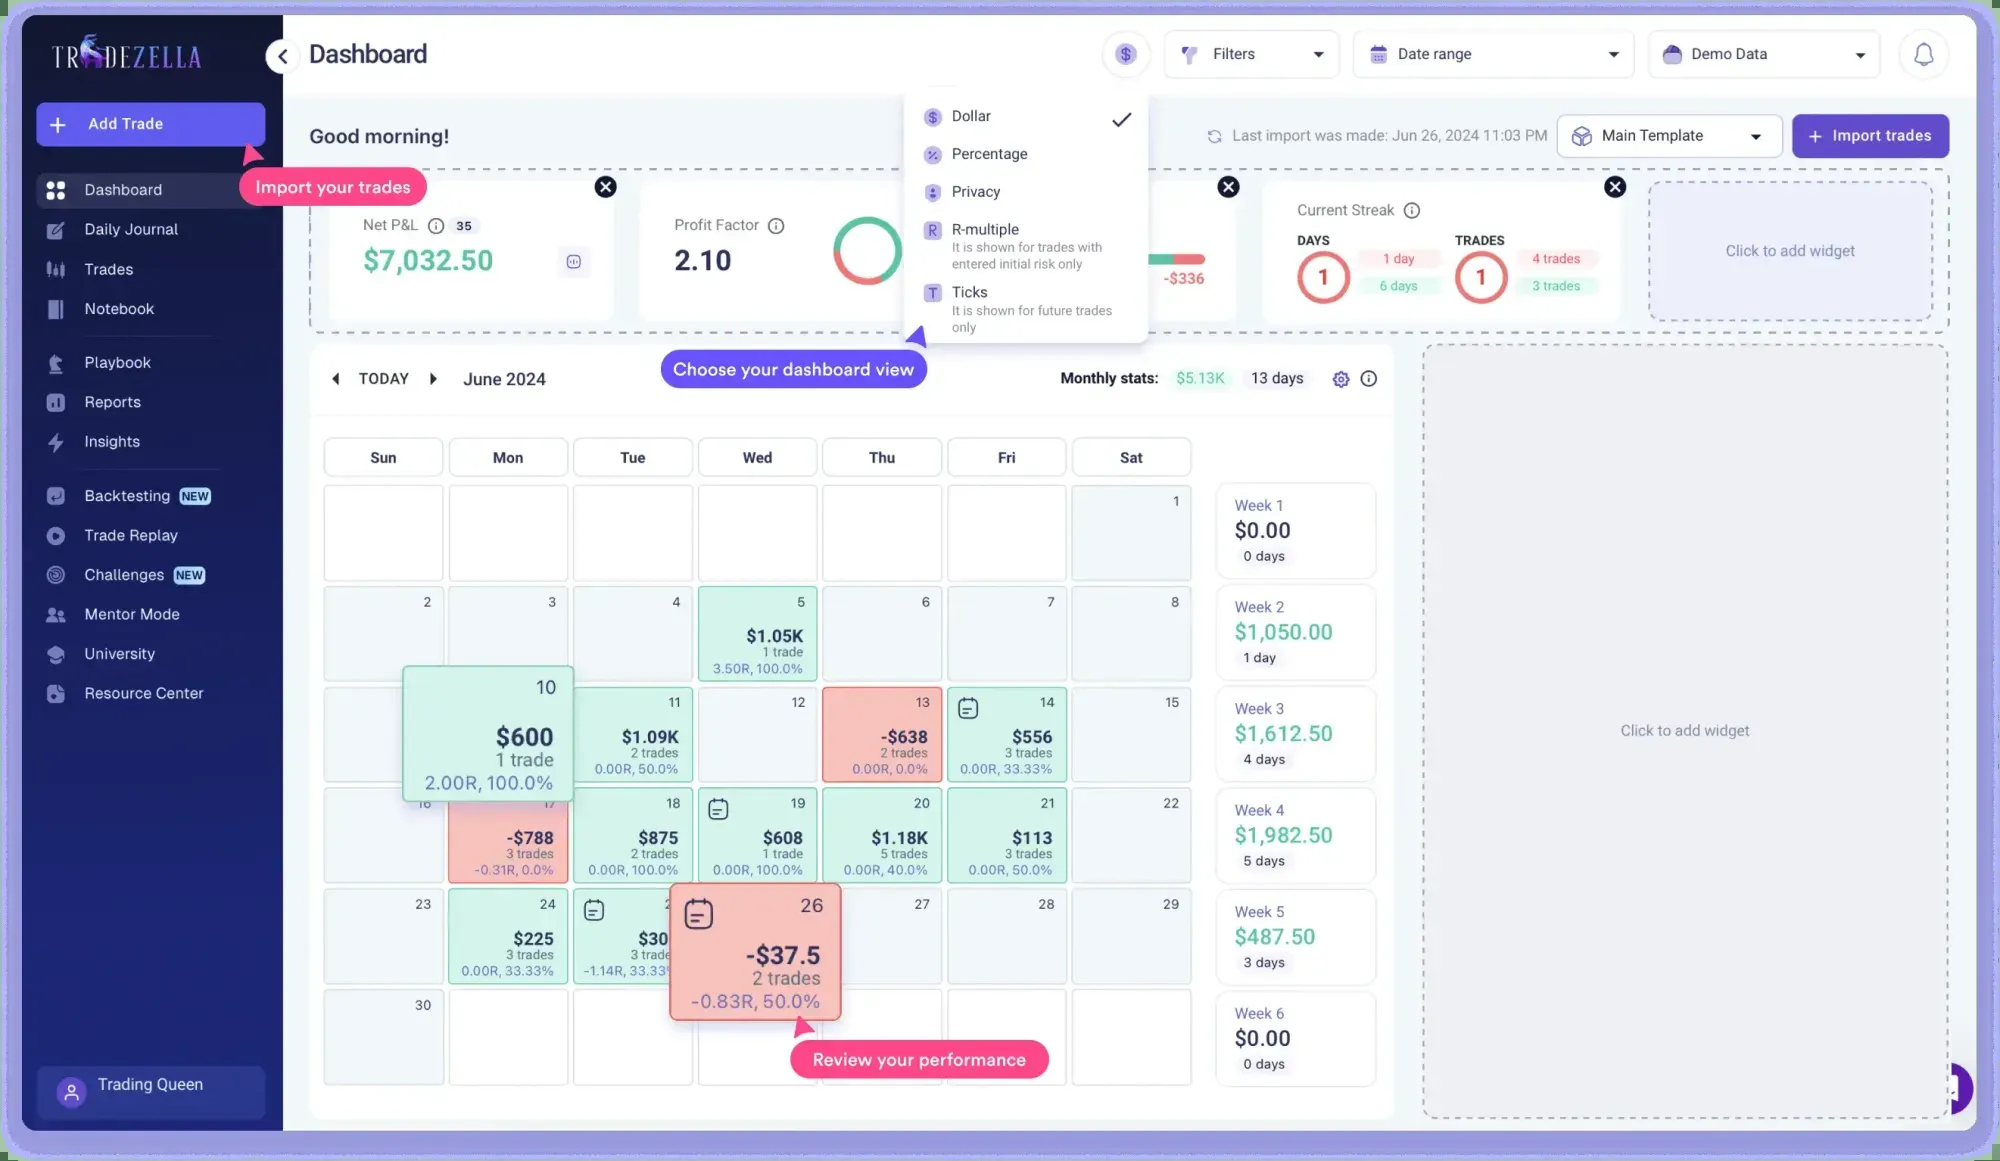 TRADEZELLA
Add Trade
Import your trades
Dashboard
Daily Journal
Trades
Notebook
Playbook
Reports
Insights
Backtesting NEW
Trade Replay
Challenges NEW
Mentor Mode
University
Resource Center
Trading Queen
Dashboard
$ Filters Date range Demo Data
Good morning!
Last import was made: Jun 26, 2024 11:03 PM Main Template + Import trades
$ Dollar
% Percentage
Privacy
R R-multiple
It is shown for trades with
entered initial risk only
T Ticks
It is shown for future trades
only
Choose your dashboard view
Net P&L 35
$7,032.50
Profit Factor
2.10
-$336
Current Streak
DAYS
1
1 day
6 days
TRADES
1
4 trades
3 trades
Click to add widget
TODAY June 2024
Monthly stats: $5.13K 13 days
Sun Mon Tue Wed Thu Fri Sat
1
Week 1
$0.00
0 days
2
3
4
5
$1.05K
1 trade
3.50R, 100.0%
6
7
8
Week 2
$1,050.00
1 day
10
$600
1 trade
2.00R, 100.0%
11
$1.09K
2 trades
0.00R, 50.0%
12
13
-$638
2 trades
0.00R, 0.0%
14
$556
3 trades
0.00R, 33.33%
15
Week 3
$1,612.50
4 days
16
17
-$788
3 trades
-0.31R, 0.0%
18
$875
2 trades
0.00R, 100.0%
19
$608
1 trade
0.00R, 100.0%
20
$1.18K
5 trades
0.00R, 40.0%
21
$113
3 trades
0.00R, 50.0%
22
Week 4
$1,982.50
5 days
23
24
$225
3 trades
0.00R, 33.33%
$30
3 trade
-1.14R, 33.33%
26
-$37.5
2 trades
-0.83R, 50.0%
27
28
29
Week 5
$487.50
3 days
30
Week 6
$0.00
0 days
Review your performance
Click to add widget